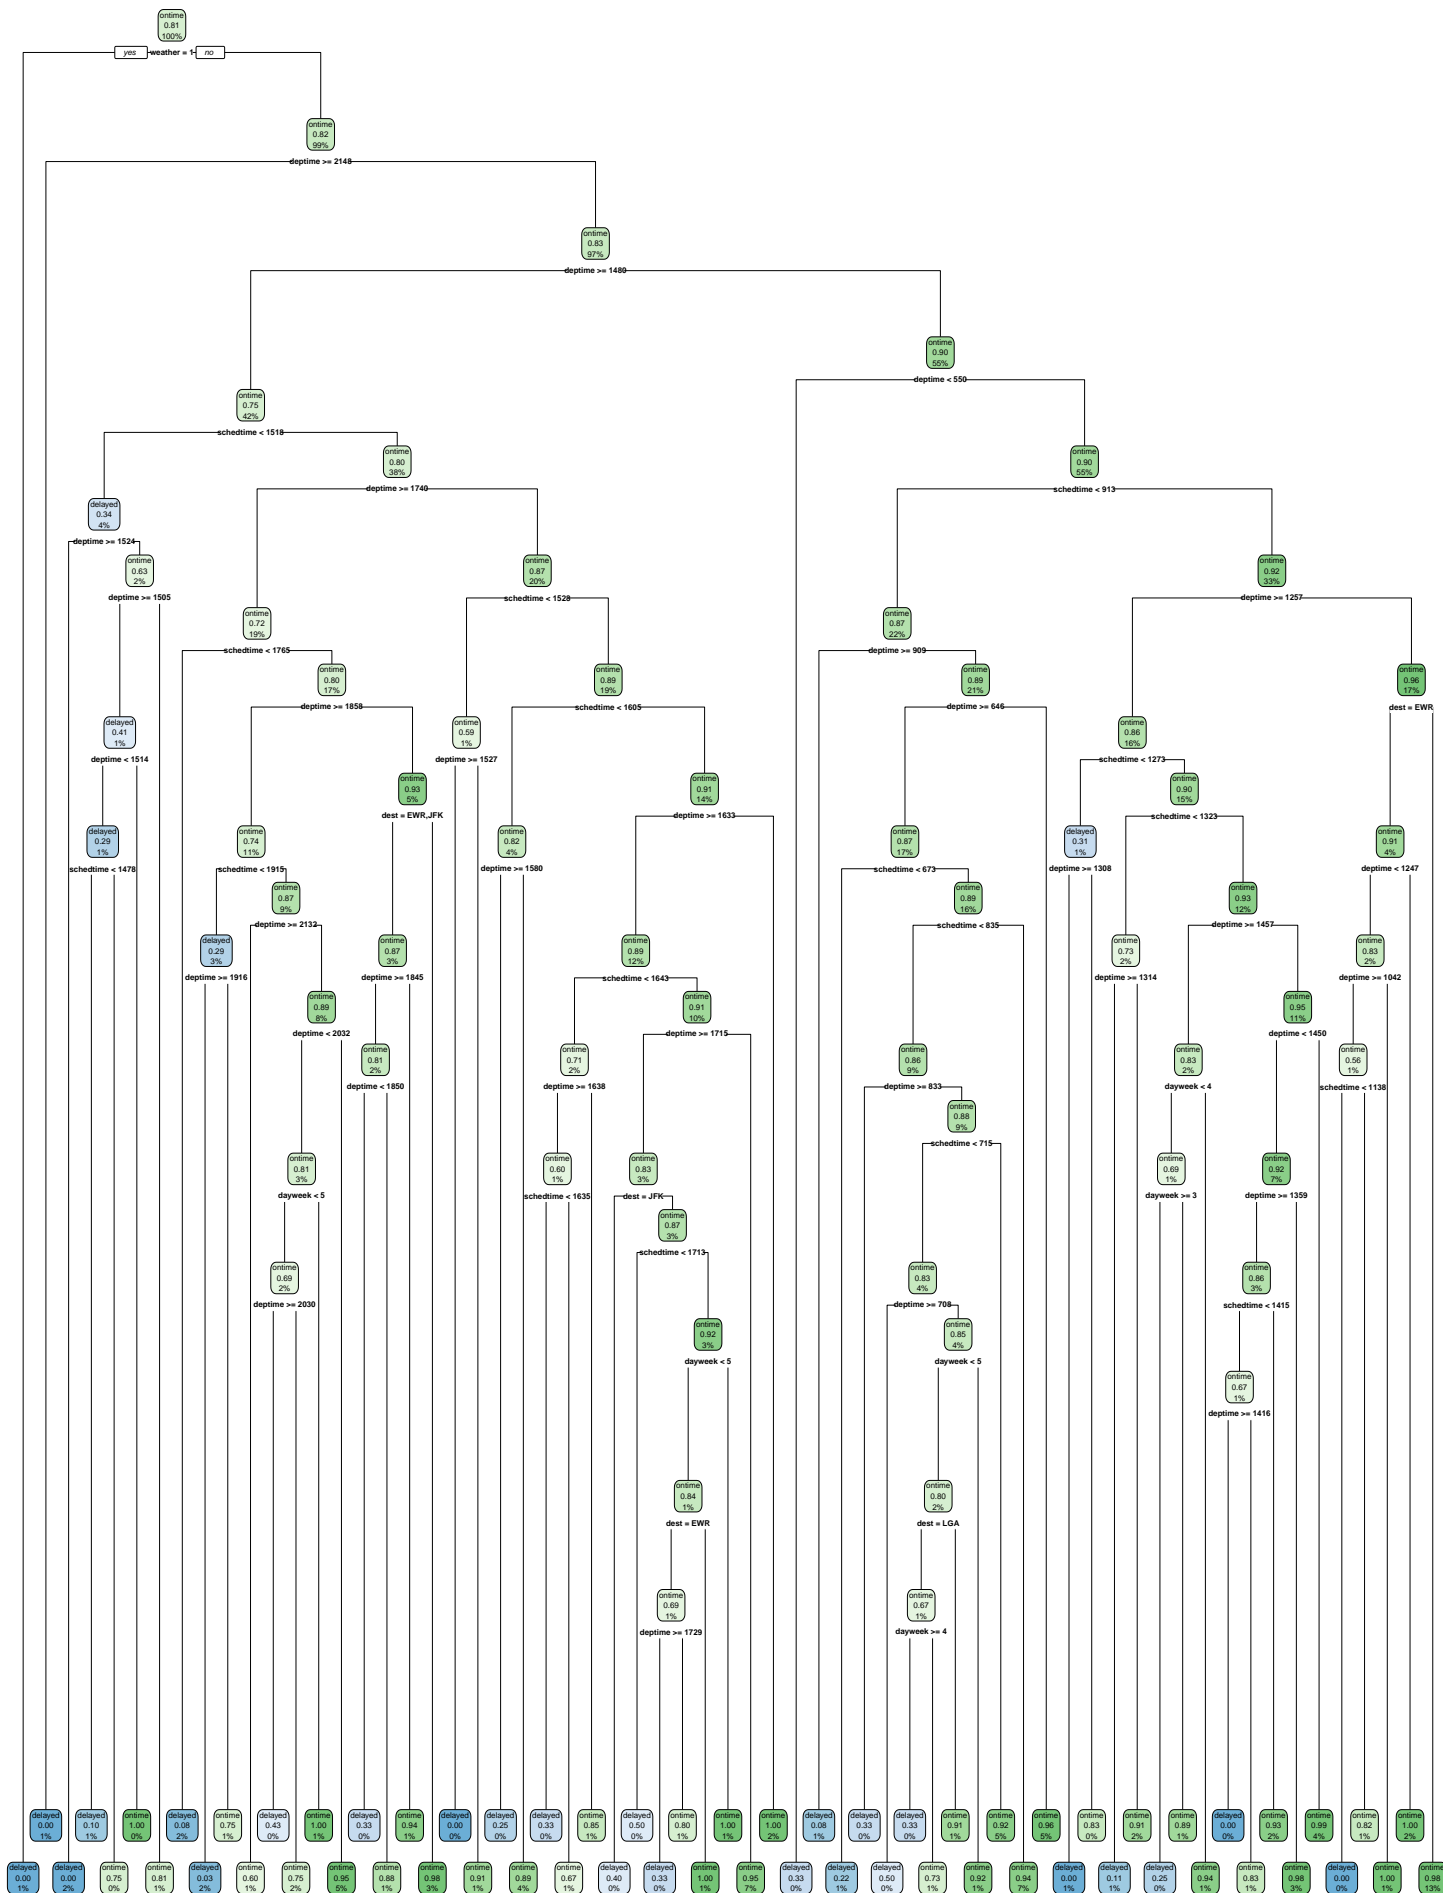 ontime
0.81
100%
yes
weather = 1
no
ontime
0.82
99%
deptime >= 2148
ontime
0.83
97%
deptime >= 1480
ontime
0.90
55%
deptime < 550
ontime
0.75
42%
schedtime < 1518
ontime
0.80
38%
ontime
0.90
55%
deptime >= 1740
schedtime < 913
delayed
0.34
4%
deptime >= 1524
ontime
0.63
2%
ontime
0.87
20%
ontime
0.92
33%
deptime >= 1505
schedtime < 1528
deptime >= 1257
ontime
0.72
19%
ontime
0.87
22%
schedtime < 1765
deptime >= 909
ontime
0.80
17%
ontime
0.89
19%
ontime
0.89
21%
ontime
0.96
17%
deptime >= 1858
schedtime < 1605
deptime >= 646
dest = EWR
delayed
0.41
1%
ontime
0.59
1%
ontime
0.86
16%
deptime < 1514
deptime >= 1527
schedtime < 1273
ontime
0.93
5%
ontime
0.91
14%
ontime
0.90
15%
dest = EWR,JFK
deptime >= 1633
schedtime < 1323
delayed
0.29
1%
ontime
0.74
11%
ontime
0.82
4%
ontime
0.87
17%
delayed
0.31
1%
ontime
0.91
4%
schedtime < 1478
schedtime < 1915
deptime >= 1580
schedtime < 673
deptime >= 1308
deptime < 1247
ontime
0.87
9%
ontime
0.89
16%
ontime
0.93
12%
deptime >= 2132
schedtime < 835
deptime >= 1457
delayed
0.29
3%
ontime
0.87
3%
ontime
0.89
12%
ontime
0.73
2%
ontime
0.83
2%
deptime >= 1916
deptime >= 1845
schedtime < 1643
deptime >= 1314
deptime >= 1042
ontime
0.89
8%
ontime
0.91
10%
ontime
0.95
11%
deptime < 2032
deptime >= 1715
deptime < 1450
ontime
0.81
2%
ontime
0.71
2%
ontime
0.86
9%
ontime
0.83
2%
ontime
0.56
1%
deptime < 1850
deptime >= 1638
deptime >= 833
dayweek < 4
schedtime < 1138
ontime
0.88
9%
schedtime < 715
ontime
0.81
3%
ontime
0.60
1%
ontime
0.83
3%
ontime
0.69
1%
ontime
0.92
7%
dayweek < 5
schedtime < 1635
dest = JFK
dayweek >= 3
deptime >= 1359
ontime
0.87
3%
schedtime < 1713
ontime
0.69
2%
ontime
0.83
4%
ontime
0.86
3%
deptime >= 2030
deptime >= 708
schedtime < 1415
ontime
0.92
3%
ontime
0.85
4%
dayweek < 5
dayweek < 5
ontime
0.67
1%
deptime >= 1416
ontime
0.84
1%
ontime
0.80
2%
dest = EWR
dest = LGA
ontime
0.69
1%
ontime
0.67
1%
deptime >= 1729
dayweek >= 4
delayed
0.00
1%
delayed
0.10
1%
ontime
1.00
0%
delayed
0.08
2%
ontime
0.75
1%
delayed
0.43
0%
ontime
1.00
1%
delayed
0.33
0%
ontime
0.94
1%
delayed
0.00
0%
delayed
0.25
0%
delayed
0.33
0%
ontime
0.85
1%
delayed
0.50
0%
ontime
0.80
1%
ontime
1.00
1%
ontime
1.00
2%
delayed
0.08
1%
delayed
0.33
0%
delayed
0.33
0%
ontime
0.91
1%
ontime
0.92
5%
ontime
0.96
5%
ontime
0.83
0%
ontime
0.91
2%
ontime
0.89
1%
delayed
0.00
0%
ontime
0.93
2%
ontime
0.99
4%
ontime
0.82
1%
ontime
1.00
2%
delayed
0.00
1%
delayed
0.00
2%
ontime
0.75
0%
ontime
0.81
1%
delayed
0.03
2%
ontime
0.60
1%
ontime
0.75
2%
ontime
0.95
5%
ontime
0.88
1%
ontime
0.98
3%
ontime
0.91
1%
ontime
0.89
4%
ontime
0.67
1%
delayed
0.40
0%
delayed
0.33
0%
ontime
1.00
1%
ontime
0.95
7%
delayed
0.33
0%
delayed
0.22
1%
delayed
0.50
0%
ontime
0.73
1%
ontime
0.92
1%
ontime
0.94
7%
delayed
0.00
1%
delayed
0.11
1%
delayed
0.25
0%
ontime
0.94
1%
ontime
0.83
1%
ontime
0.98
3%
delayed
0.00
0%
ontime
1.00
1%
ontime
0.98
13%